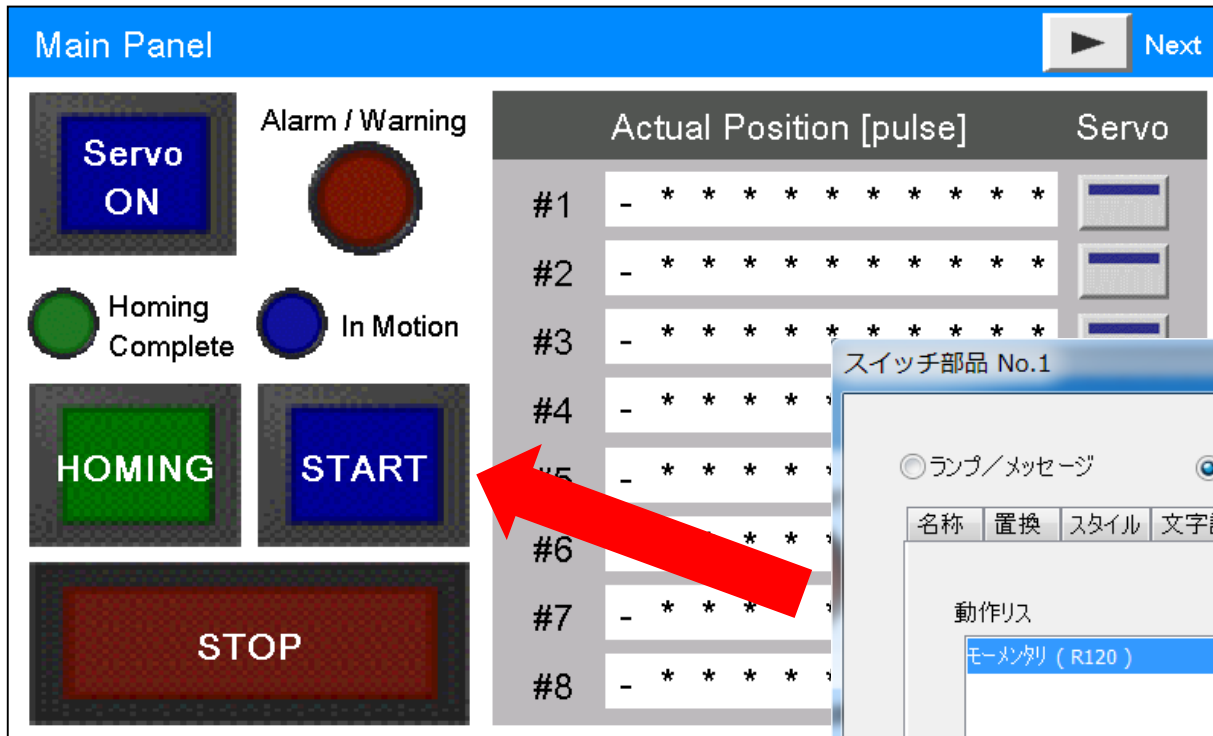 Main Panel
Next
Servo
ON
Alarm / Warning
Homing
Complete
In Motion
HOMING
START
STOP
Actual Position [pulse]
Servo
#1 - * * * * * * * * * *
#2 - * * * * * * * * * *
#3 - * * * * * * * * * *
#4 - * * * *
#5 - * * * *
#6 * *
#7 - * * *
#8 - * * * *
スイッチ部品 No.1
ランプ／メッセージ
名称 置換 スタイル 文字
動作リス
モーメンタリ ( R120 )